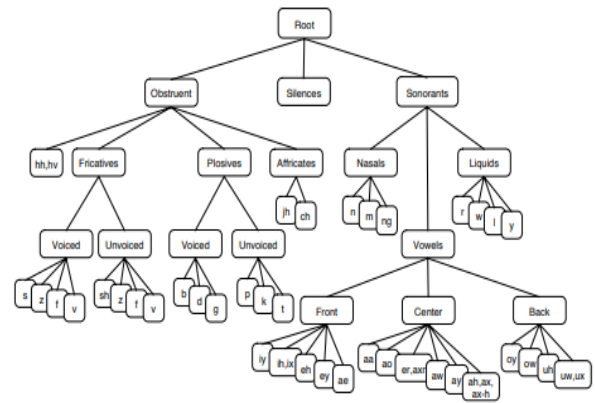 Root
Obstruent
Silences
Sonorants
hh,hv
Fricatives
Plosives
Affricates
Nasals
Liquids
jh
ch
n
m
ng
r
w
l
y
Voiced
Unvoiced
Voiced
Unvoiced
Vowels
s
z
f
v
sh
z
f
v
b
d
g
p
k
t
Front
Center
Back
iy
ih,ix
eh
ey
ae
aa
ao
er,axr
aw
ay
ah,ax,
ax-h
oy
ow
uh
uw,ux